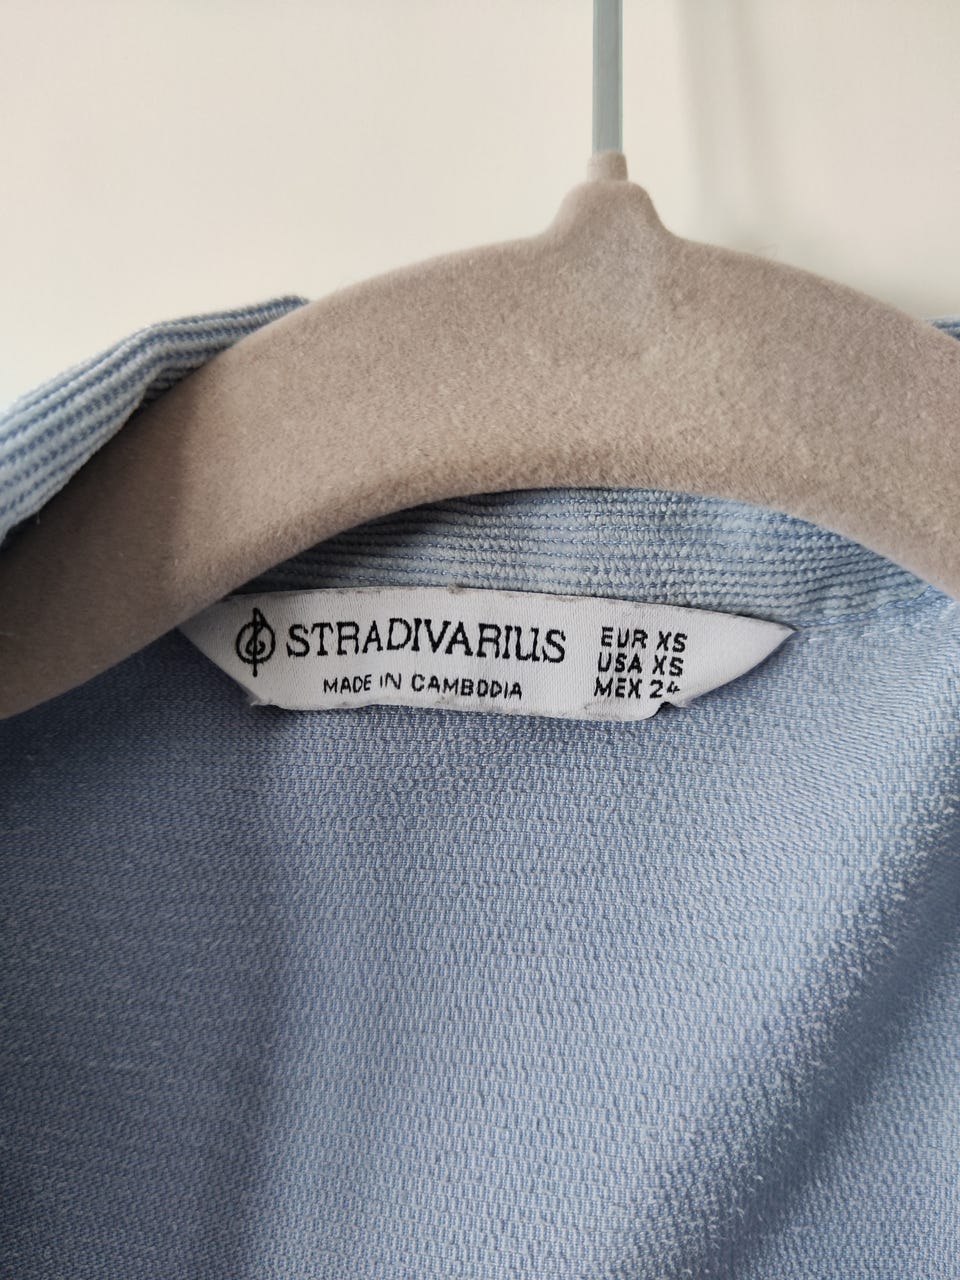 STRADIVARIUS
MADE IN CAMBODIA
EUR XS
USA XS
MEX 24